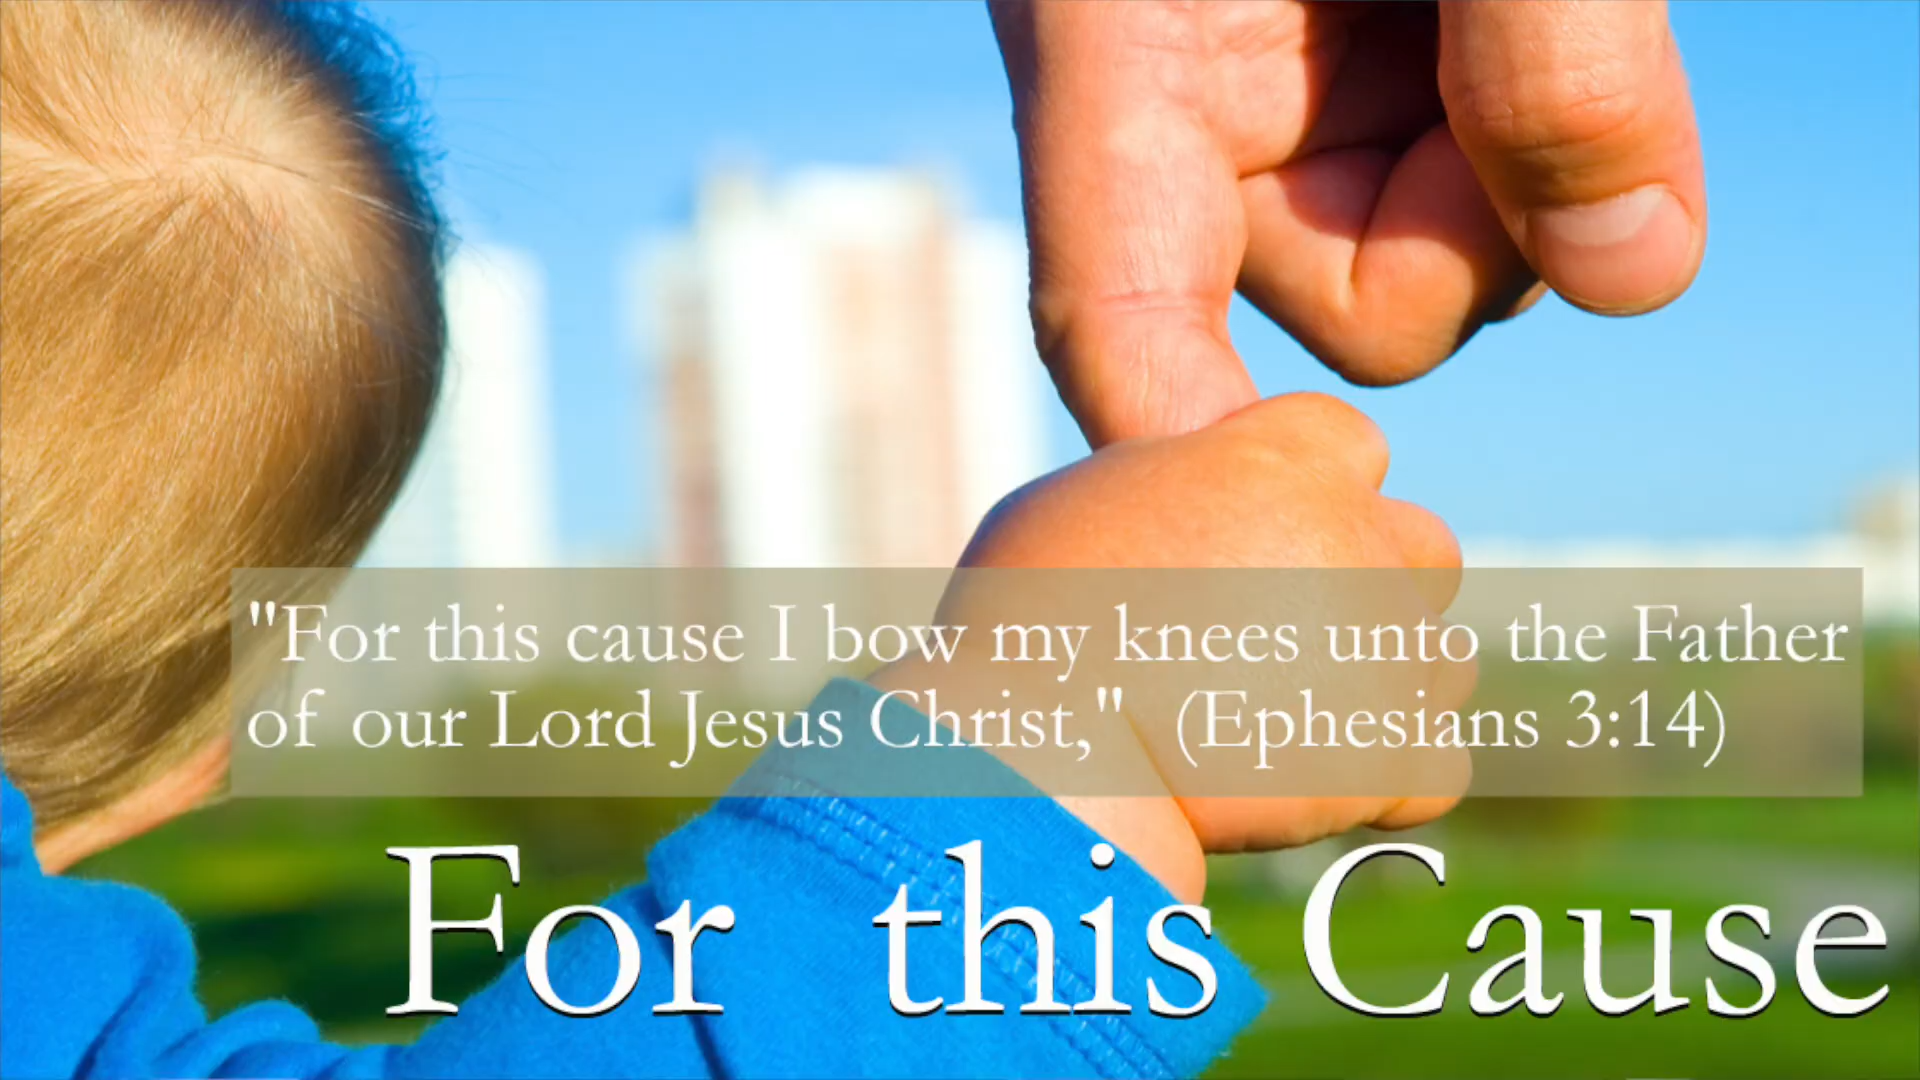 "For this cause I bow my knees unto the Father
of our Lord Jesus Christ,"  (Ephesians 3:14)
For this Cause